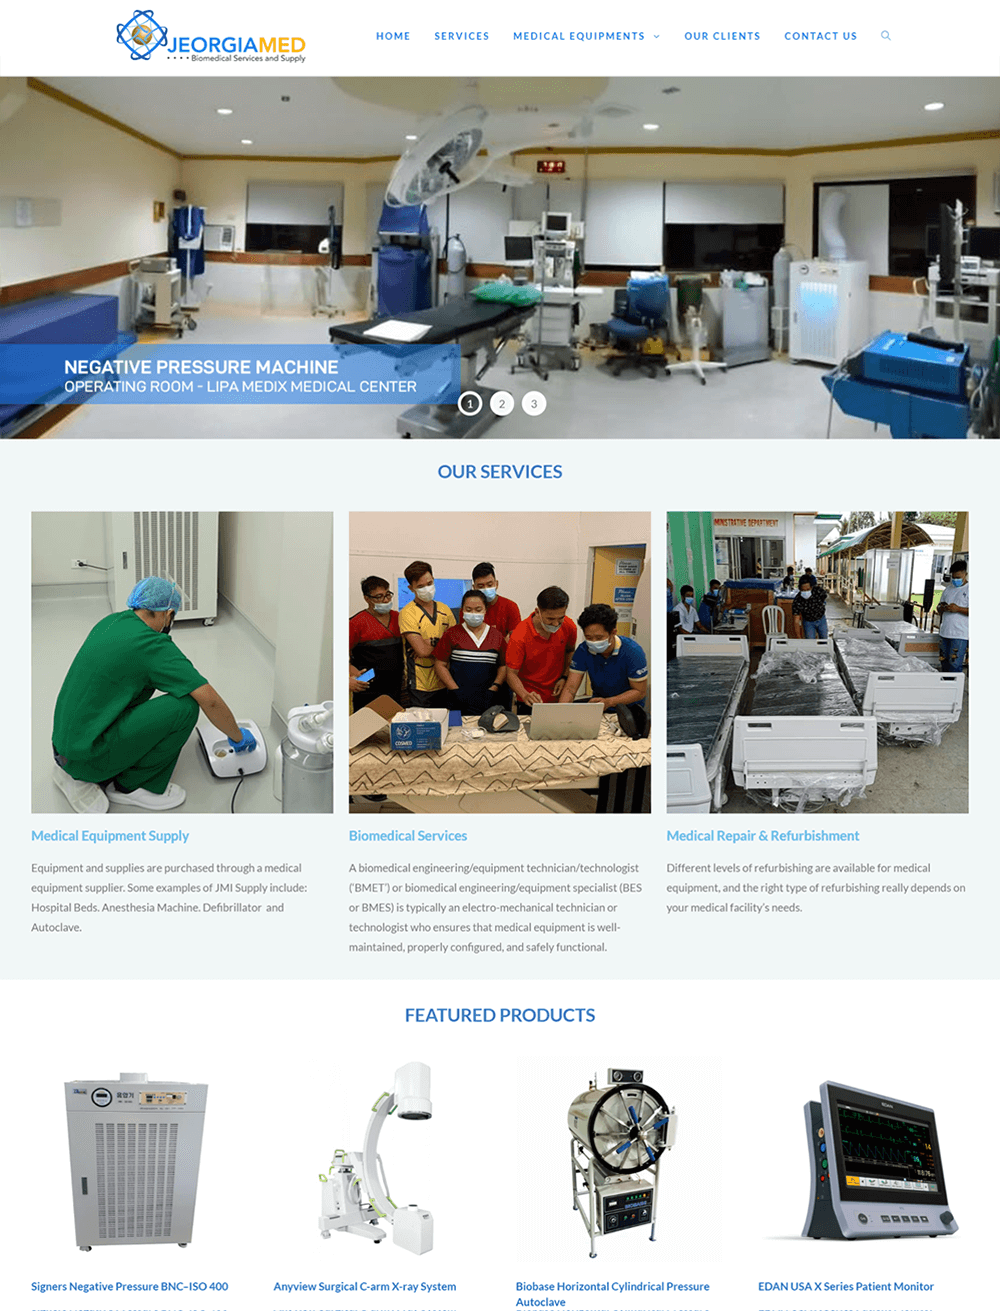 JEORGIAMED
Biomedical Services and Supply
HOME SERVICES MEDICAL EQUIPMENTS OUR CLIENTS CONTACT US
NEGATIVE PRESSURE MACHINE
OPERATING ROOM - LIPA MEDIX MEDICAL CENTER
1 2 3
OUR SERVICES
MINISTRATIVE DEPARTMENT
COSMED
Medical Equipment Supply
Equipment and supplies are purchased through a medical
equipment supplier. Some examples of JMI Supply include:
Hospital Beds. Anesthesia Machine. Defibrillator and
Autoclave.
Biomedical Services
A biomedical engineering/equipment technician/technologist
('BMET') or biomedical engineering/equipment specialist (BES
or BMES) is typically an electro-mechanical technician or
technologist who ensures that medical equipment is well-
maintained, properly configured, and safely functional.
Medical Repair & Refurbishment
Different levels of refurbishing are available for medical
equipment, and the right type of refurbishing really depends on
your medical facility's needs.
FEATURED PRODUCTS
EDAN
BIOBASE
Signers Negative Pressure BNC–ISO 400
Anyview Surgical C-arm X-ray System
Biobase Horizontal Cylindrical Pressure
Autoclave
EDAN USA X Series Patient Monitor